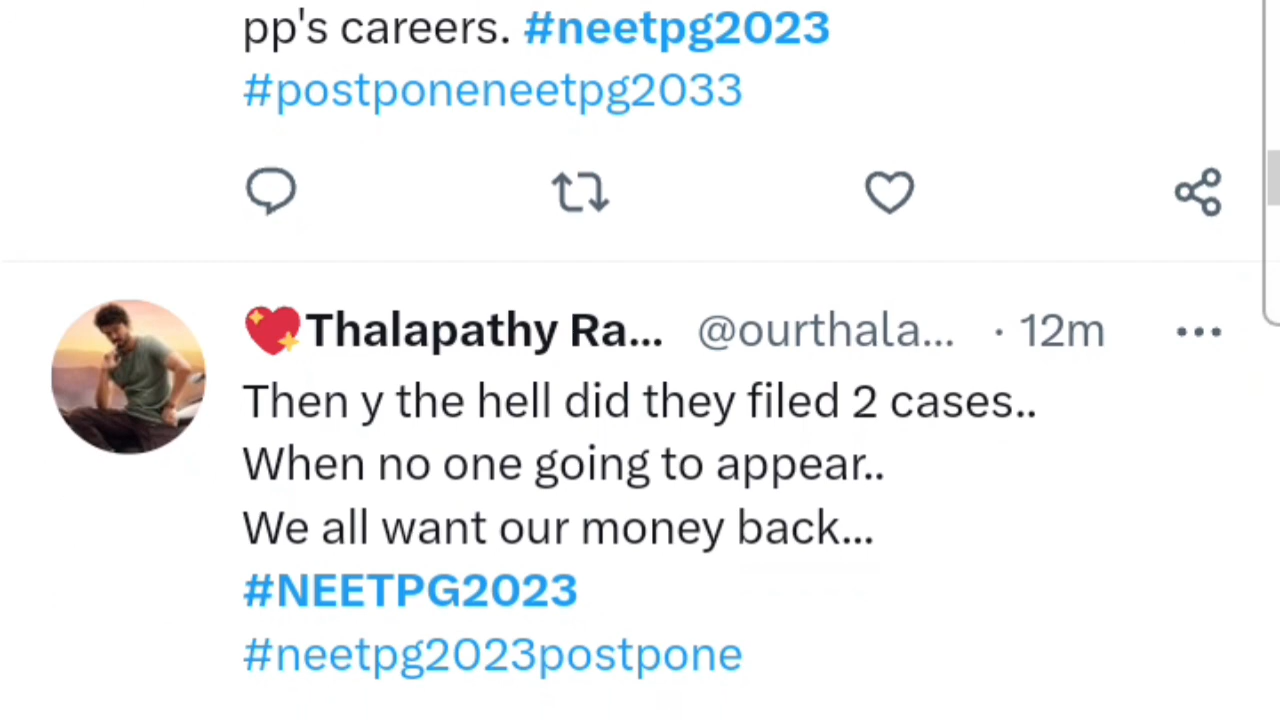 pp's careers. #neetpg2023
#postponeneetpg2033
Thalapathy Ra... @ourthala... · 12m
Then y the hell did they filed 2 cases..
When no one going to appear..
We all want our money back...
#NEETPG2023
#neetpg2023postpone